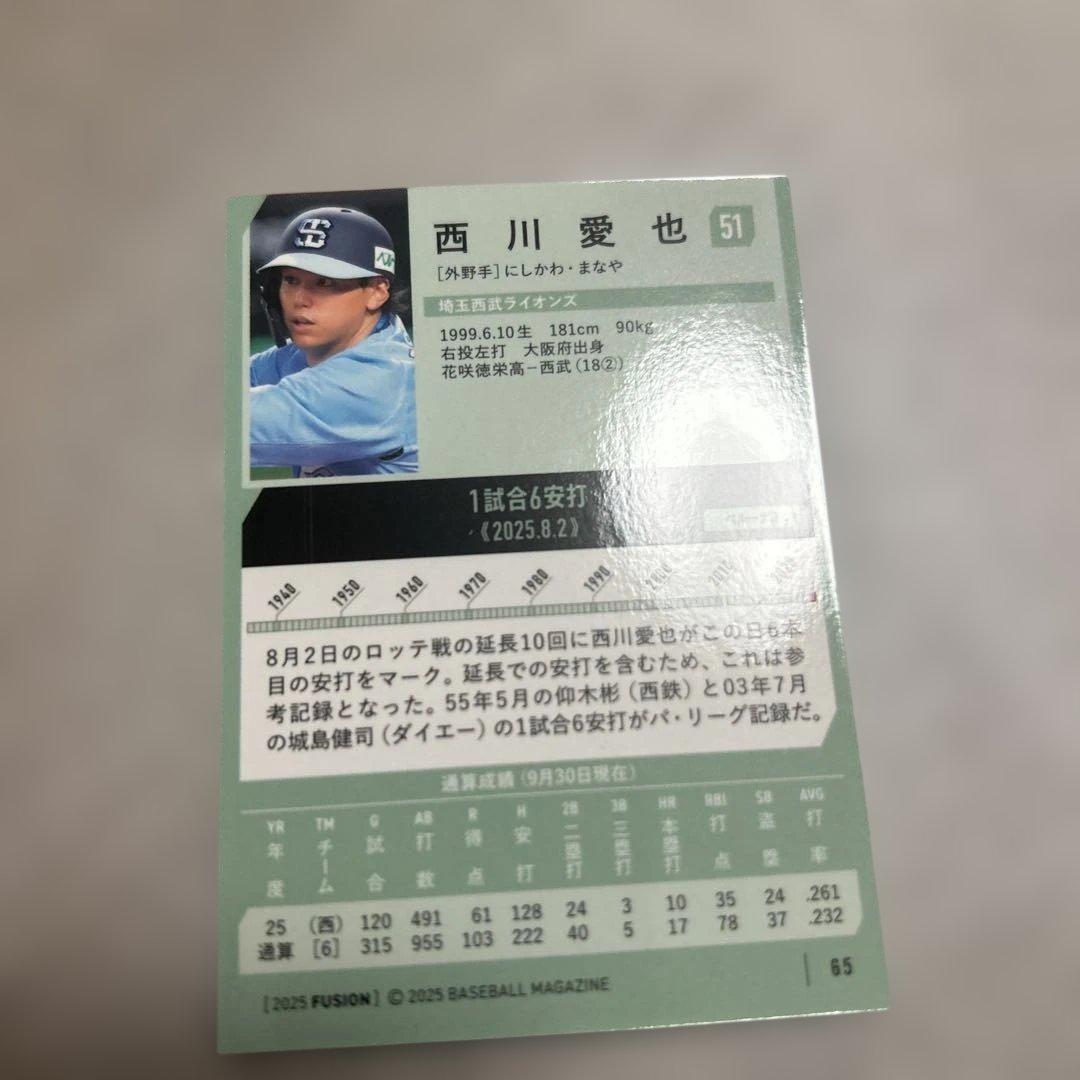 西川愛也 51
[外野手]にしかわ・まなや
埼玉西武ライオンズ
1999.6.10生 181cm 90kg
右投左打 大阪府出身
花咲徳栄高－西武(18②)
1試合6安打
《2025.8.2》
1940 1950 1960 1970 1980 1990
8月2日のロッテ戦の延長10回に西川愛也がこの日6本
目の安打をマーク。延長での安打を含むため、これは参
考記録となった。55年5月の仰木彬(西鉄)と03年7月
の城島健司(ダイエー)の1試合6安打がパ・リーグ記録だ。
通算成績(9月30日現在)
YR TM G AB R H 2B 3B HR RBI SB AVG
年度 チーム 試合 打数 得点 安打 二塁打 三塁打 本塁打 打点 盗塁 打率
25 (西) 120 491 61 128 24 3 10 35 24 .261
通算 [6] 315 955 103 222 40 5 17 78 37 .232
65
[2025 FUSION] © 2025 BASEBALL MAGAZINE